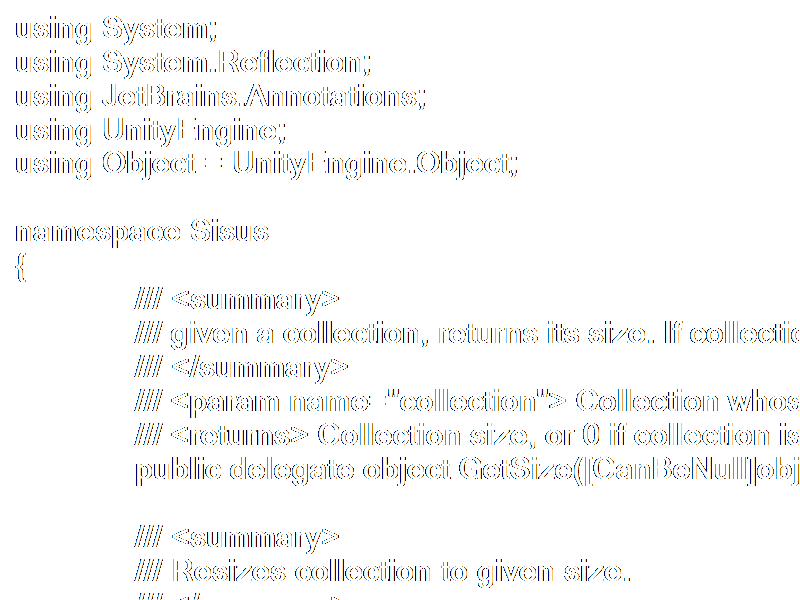 using System;
using System.Reflection;
using JetBrains.Annotations;
using UnityEngine;
using Object = UnityEngine.Object;

namespace Sisus
{
/// <summary>
/// given a collection, returns its size. If collectio
/// </summary>
/// <param name="collection"> Collection whos
/// <returns> Collection size, or 0 if collection is
public delegate object GetSize([CanBeNull]obj

/// <summary>
/// Resizes collection to given size.